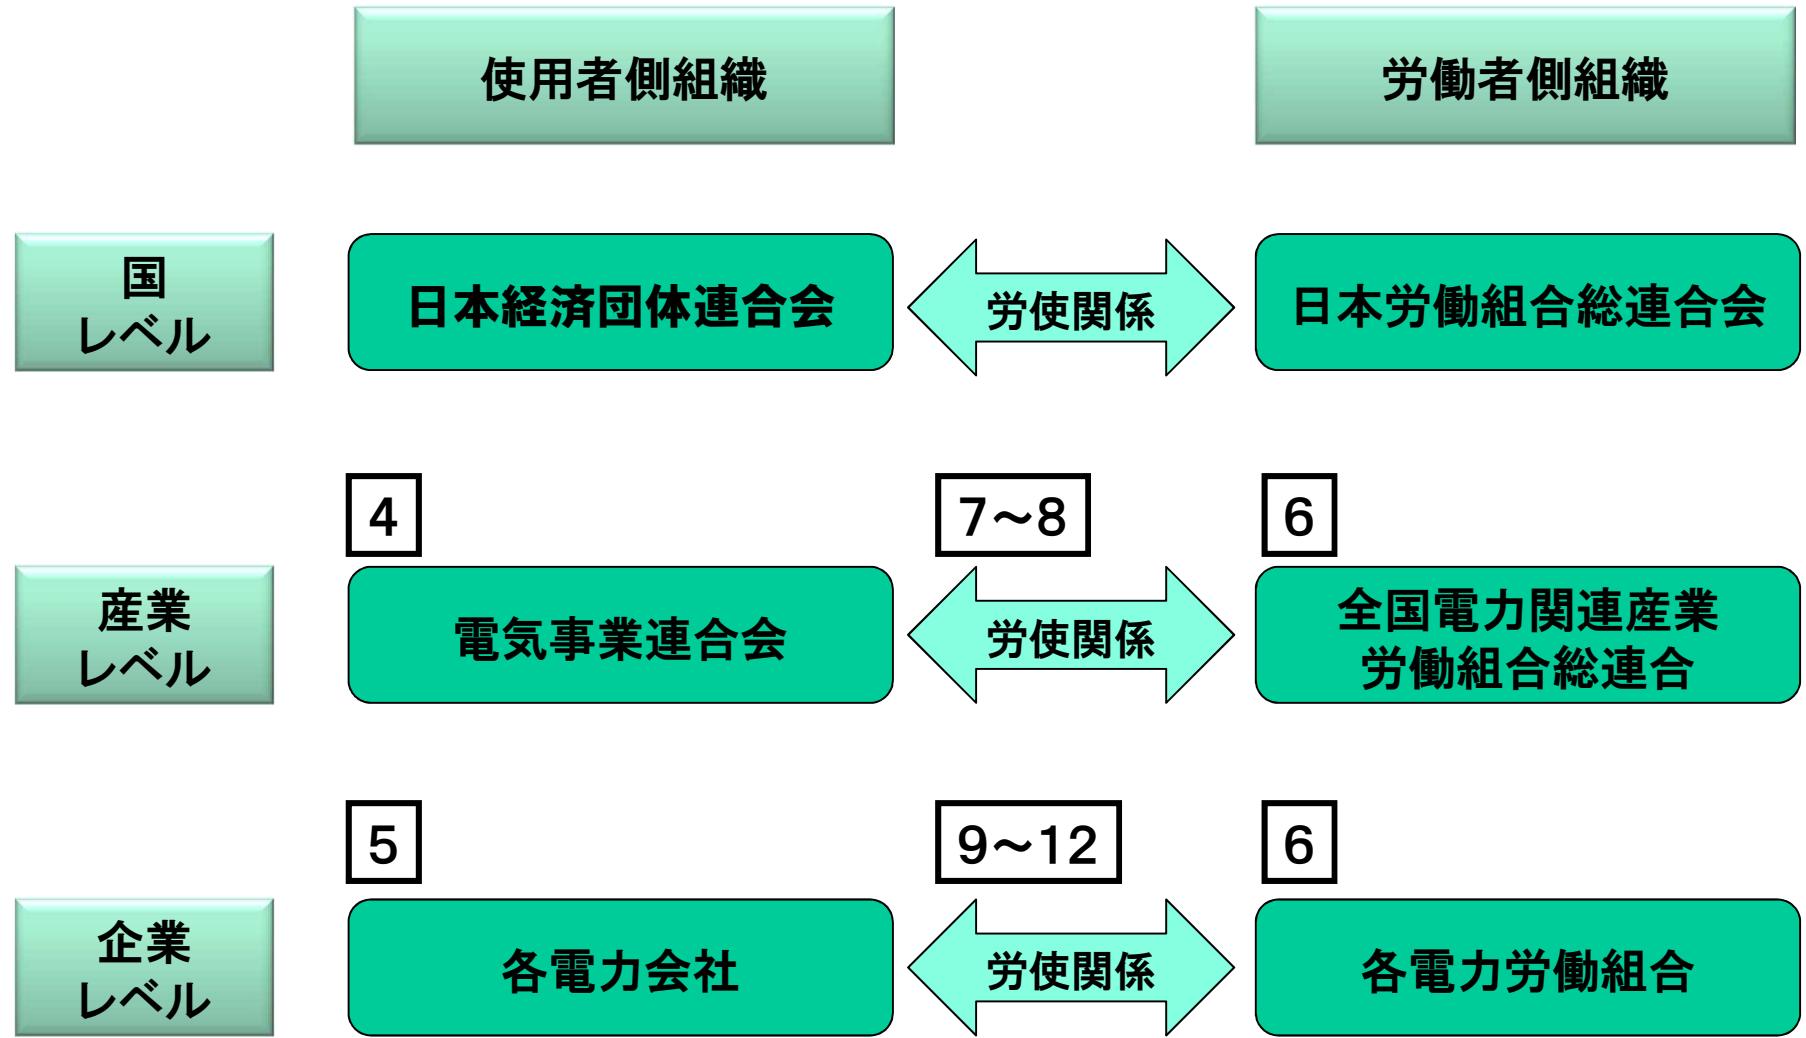 使用者側組織
労働者側組織
国
レベル
日本経済団体連合会
労使関係
日本労働組合総連合会
4
7～8
6
産業
レベル
電気事業連合会
労使関係
全国電力関連産業
労働組合総連合
5
9～12
6
企業
レベル
各電力会社
労使関係
各電力労働組合